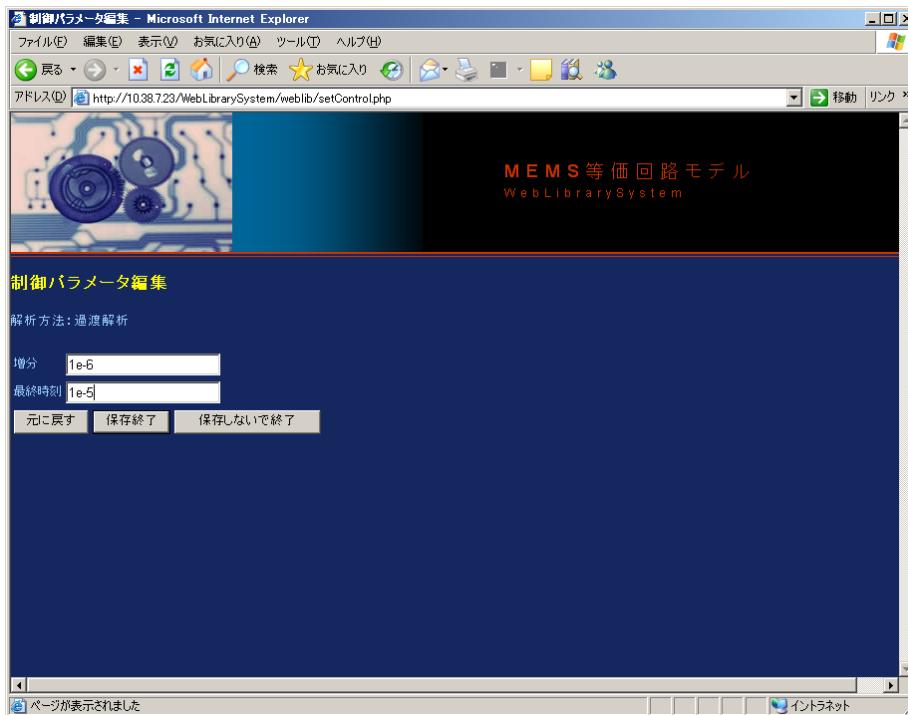 制御パラメータ編集 - Microsoft Internet Explorer
ファイル(F) 編集(E) 表示(V) お気に入り(A) ツール(T) ヘルプ(H)
戻る 検索 お気に入り
アドレス(D) http://10.38.7.23/WebLibrarySystem/weblib/setControl.php 移動 リンク »
MEMS等価回路モデル
WebLibrarySystem
制御パラメータ編集
解析方法:過渡解析
増分 1e-6
最終時刻 1e-5
元に戻す 保存終了 保存しないで終了
ページが表示されました イントラネット